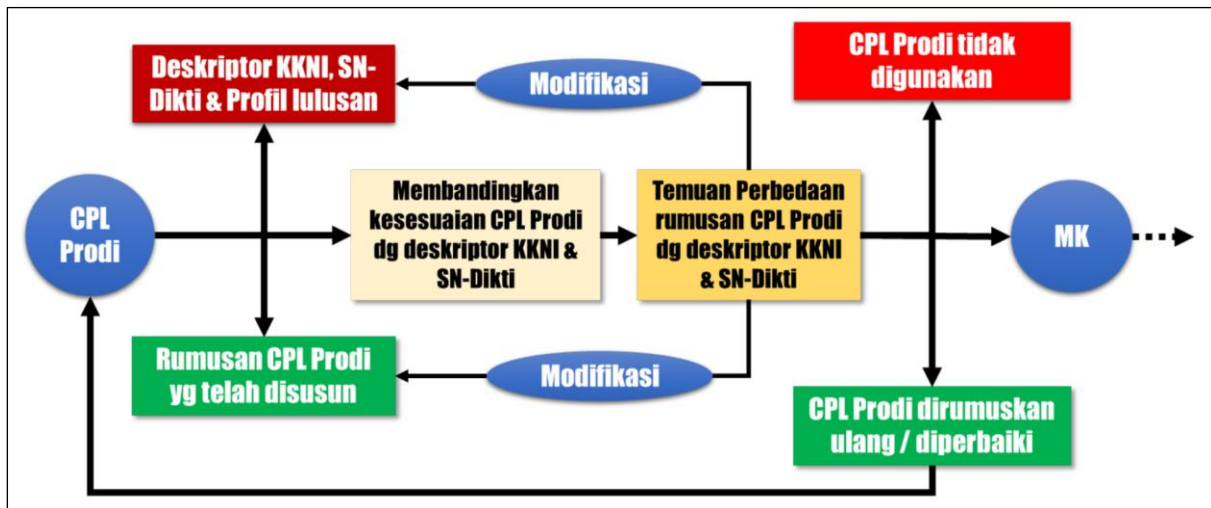 Deskriptor KKNI, SN-
Dikti & Profil lulusan
Modifikasi
CPL Prodi tidak
digunakan
CPL
Prodi
Membandingkan
kesesuaian CPL Prodi
dg deskriptor KKNI &
SN-Dikti
Temuan Perbedaan
rumusan CPL Prodi
dg deskriptor KKNI
& SN-Dikti
MK
Rumusan CPL Prodi
yg telah disusun
Modifikasi
CPL Prodi dirumuskan
ulang / diperbaiki